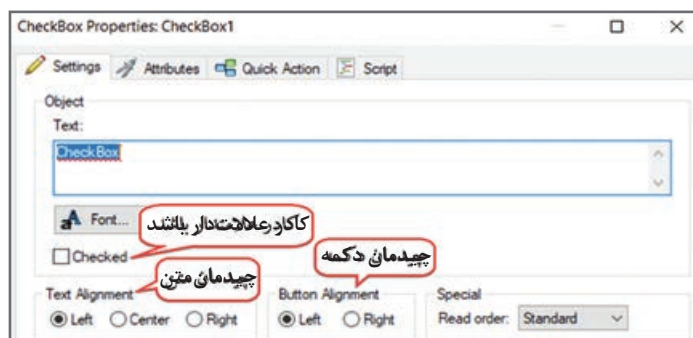 CheckBox Properties: CheckBox1
Settings Attributes Quick Action Script
Object
Text:
CheckBox
Font...
کادر علامت‌دار باشد
Checked
چیدمان دکمه
چیدمان متن
Text Alignment Button Alignment Special
Left Center Right Left Right Read order: Standard